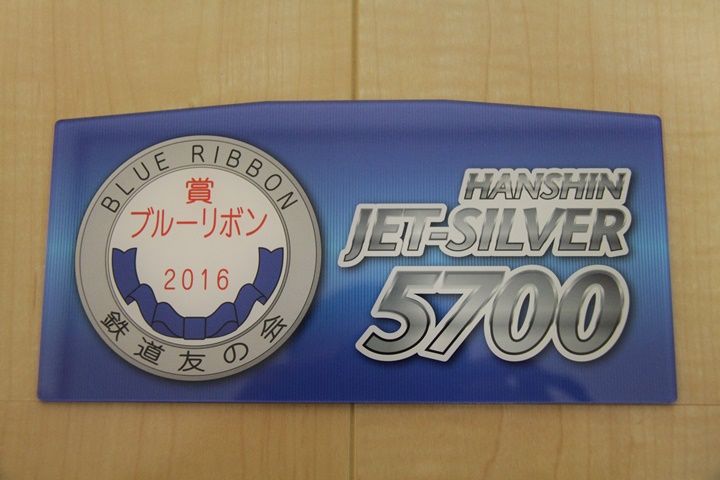 BLUE RIBBON
賞
ブルーリボン
2016
鉄道友の会
HANSHIN
JET-SILVER
5700